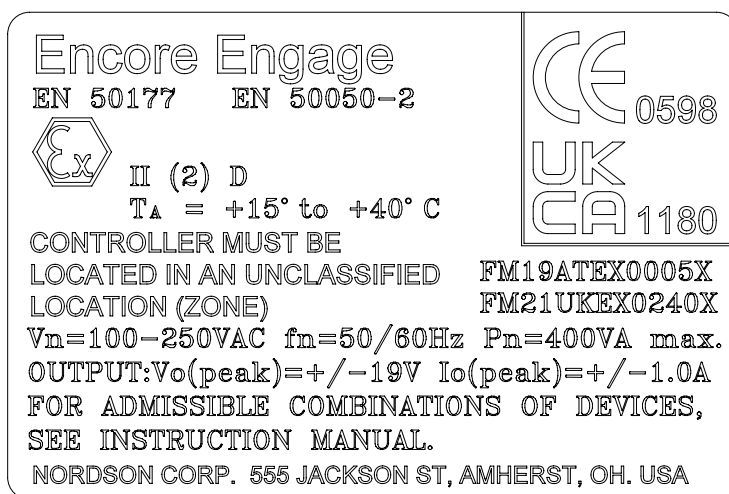 Encore Engage
EN 50177 EN 50050-2
CE 0598
Ex
II (2) D
UK
CA 1180
TA = +15° to +40° C
CONTROLLER MUST BE
LOCATED IN AN UNCLASSIFIED
LOCATION (ZONE)
FM19ATEX0005X
FM21UKEX0240X
Vn=100-250VAC fn=50/60Hz Pn=400VA max.
OUTPUT:Vo(peak)=+/-19V Io(peak)=+/-1.0A
FOR ADMISSIBLE COMBINATIONS OF DEVICES,
SEE INSTRUCTION MANUAL.
NORDSON CORP. 555 JACKSON ST, AMHERST, OH. USA